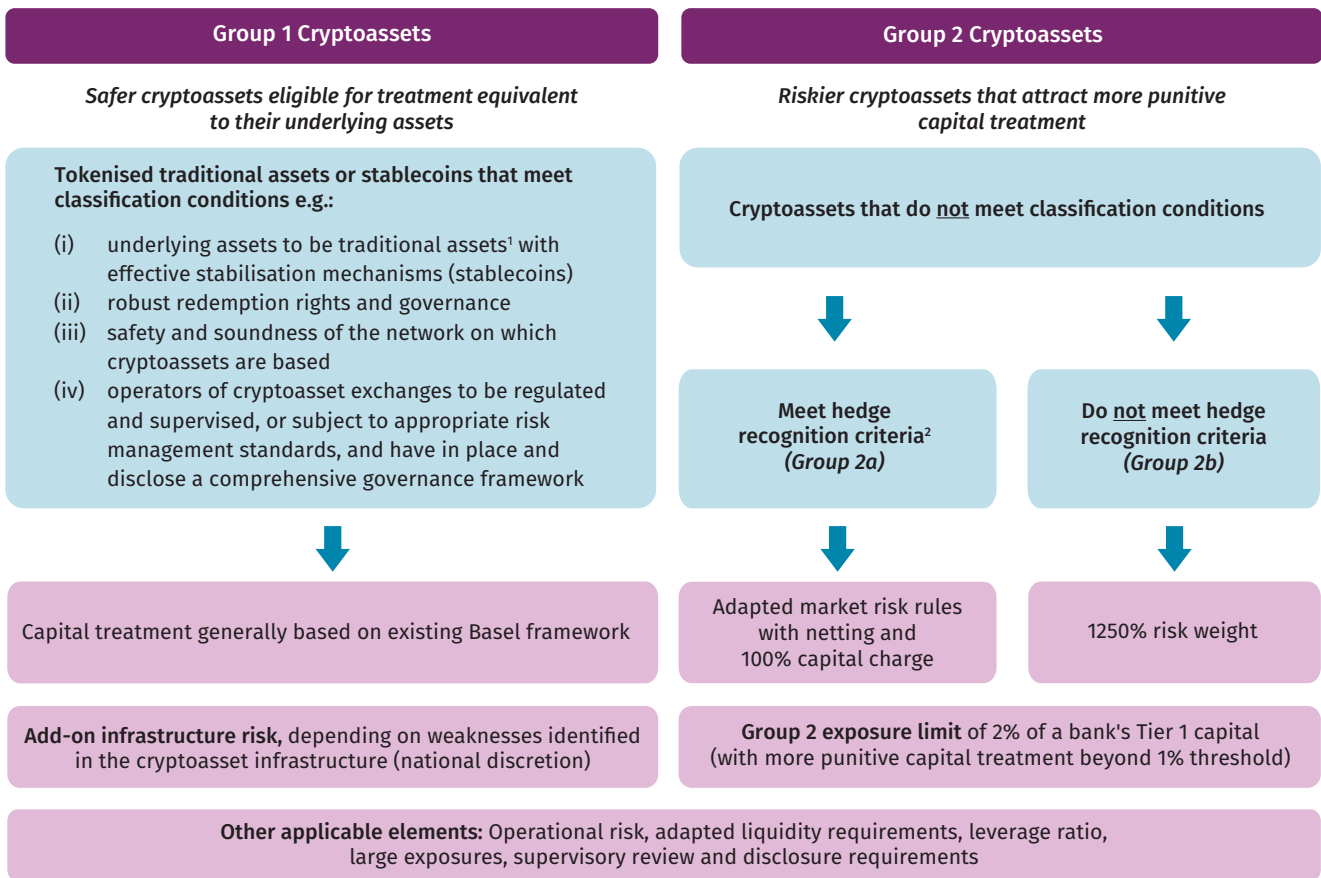 Group 1 Cryptoassets
Safer cryptoassets eligible for treatment equivalent
to their underlying assets
Tokenised traditional assets or stablecoins that meet
classification conditions e.g.:
(i) underlying assets to be traditional assets¹ with
effective stabilisation mechanisms (stablecoins)
(ii) robust redemption rights and governance
(iii) safety and soundness of the network on which
cryptoassets are based
(iv) operators of cryptoasset exchanges to be regulated
and supervised, or subject to appropriate risk
management standards, and have in place and
disclose a comprehensive governance framework
Capital treatment generally based on existing Basel framework
Add-on infrastructure risk, depending on weaknesses identified
in the cryptoasset infrastructure (national discretion)
Group 2 Cryptoassets
Riskier cryptoassets that attract more punitive
capital treatment
Cryptoassets that do not meet classification conditions
Meet hedge
recognition criteria²
(Group 2a)
Do not meet hedge
recognition criteria
(Group 2b)
Adapted market risk rules
with netting and
100% capital charge
1250% risk weight
Group 2 exposure limit of 2% of a bank's Tier 1 capital
(with more punitive capital treatment beyond 1% threshold)
Other applicable elements: Operational risk, adapted liquidity requirements, leverage ratio,
large exposures, supervisory review and disclosure requirements